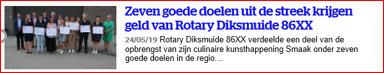 Zeven goede doelen uit de streek krijgen
geld van Rotary Diksmuide 86XX
24/05/19 Rotary Diksmuide 86XX verdeelde een deel van de
opbrengst van zijn culinaire kunsthappening Smaak onder zeven
goede doelen in de regio....